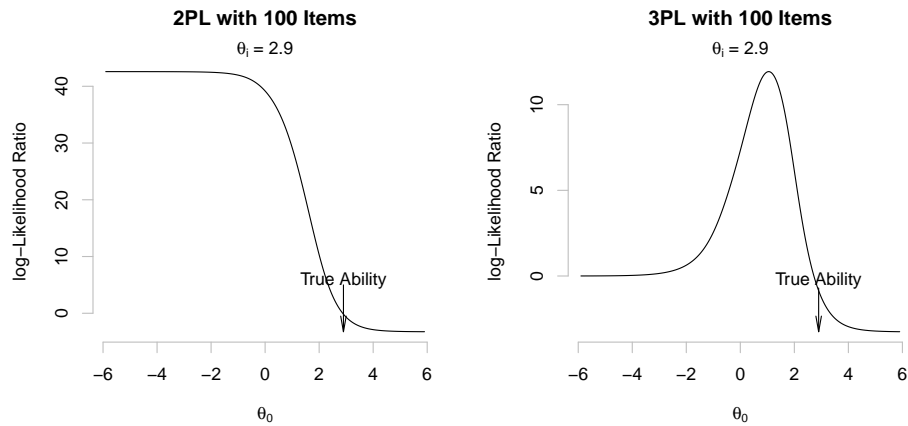 2PL with 100 Items
θi = 2.9
log−Likelihood Ratio
40
30
20
10
0
True Ability
−6 −4 −2 0 2 4 6
θ0
3PL with 100 Items
θi = 2.9
log−Likelihood Ratio
10
5
0
True Ability
−6 −4 −2 0 2 4 6
θ0